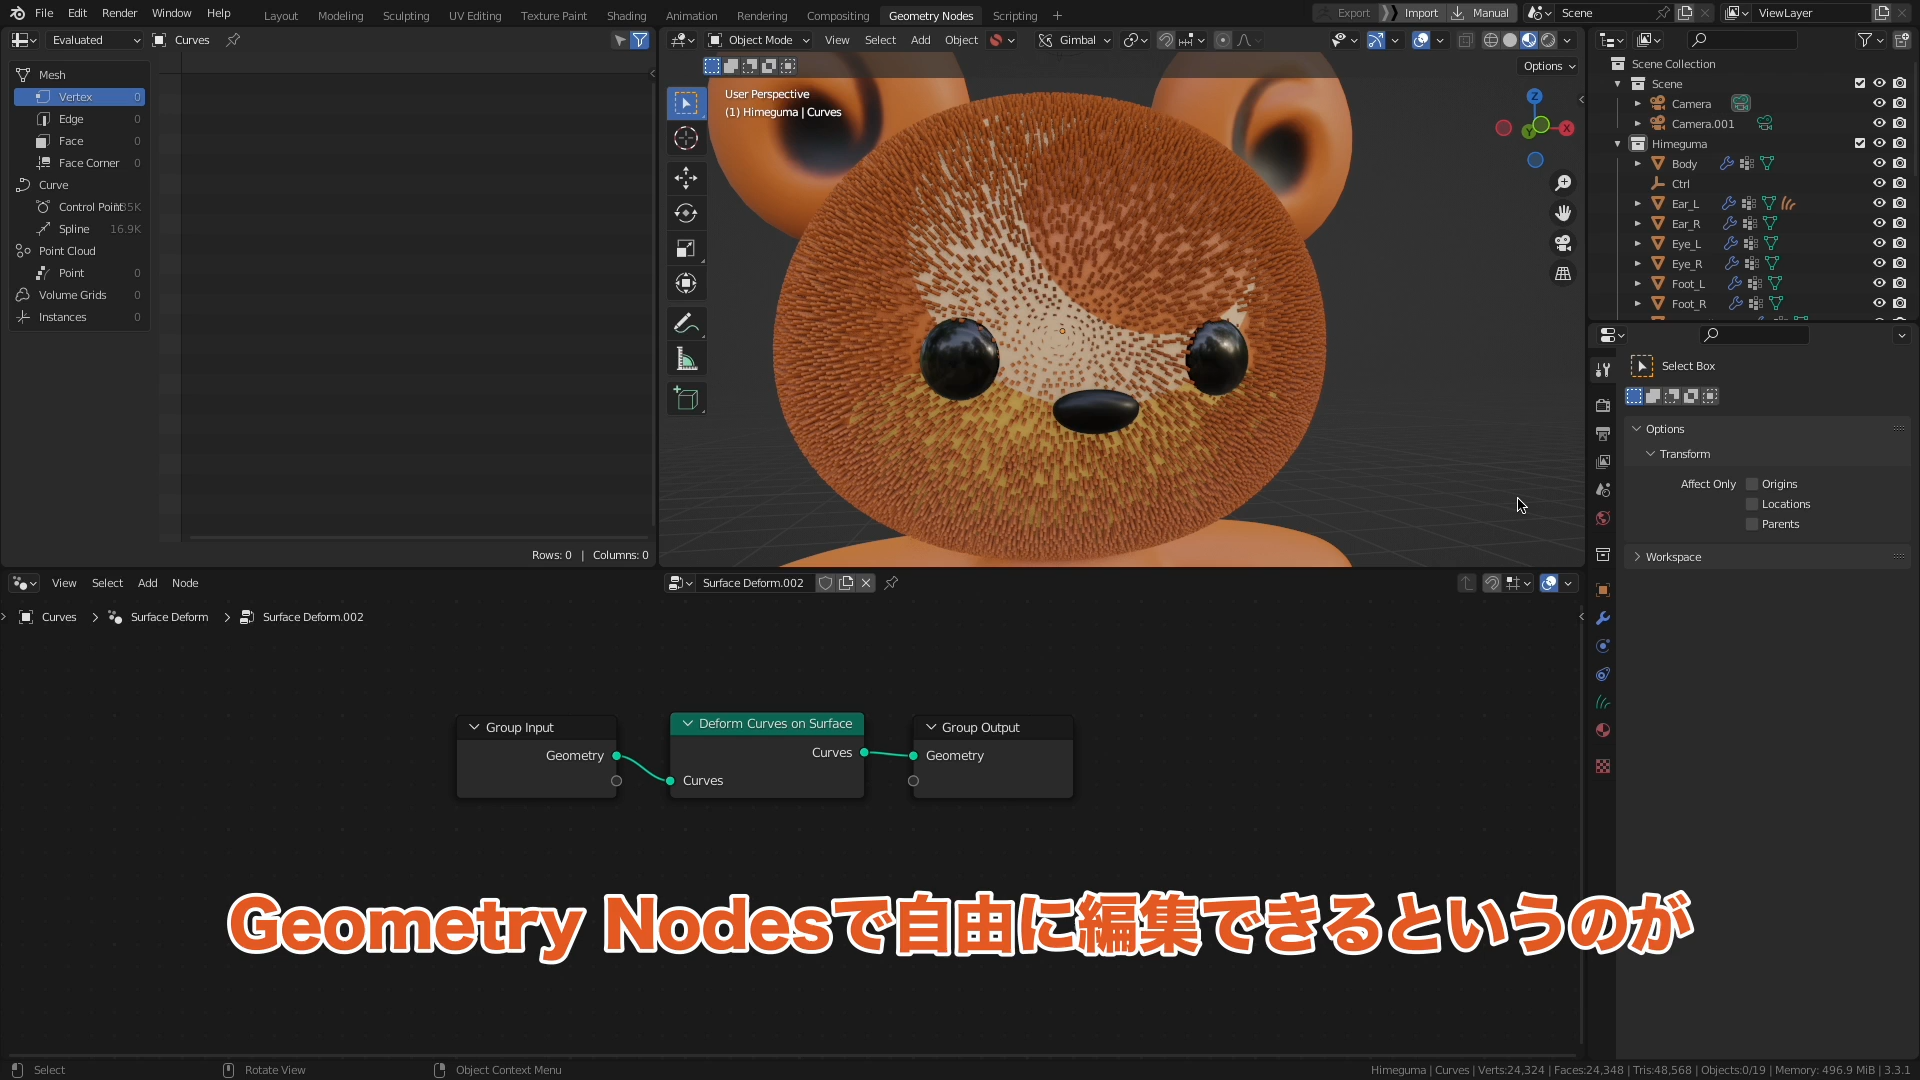 File Edit Render Window Help Layout Modeling Sculpting UV Editing Texture Paint Shading Animation Rendering Compositing Geometry Nodes Scripting Export Import Manual Scene ViewLayer
Evaluated Curves
Object Mode View Select Add Object Gimbal
Options
Mesh
Vertex 0
Edge 0
Face 0
Face Corner 0
Curve
Control Point
Spline 16.9K
Point Cloud
Point 0
Volume Grids 0
Instances 0
Rows: 0 | Columns: 0
User Perspective
(1) Himeguma | Curves
Z
X
Y
Scene Collection
Scene
Camera
Camera.001
Himeguma
Body
Ctrl
Ear_L
Ear_R
Eye_L
Eye_R
Foot_L
Foot_R
Select Box
Options
Transform
Affect Only Origins
Locations
Parents
Workspace
View Select Add Node Surface Deform.002
Curves Surface Deform Surface Deform.002
Group Input
Geometry
Deform Curves on Surface
Curves
Curves
Group Output
Geometry
Geometry Nodesで自由に編集できるというのが
Select Rotate View Object Context Menu
Himeguma | Curves | Verts:24,324 | Faces:24,348 | Tris:48,568 | Objects:0/19 | Memory: 496.9 MiB | 3.3.1